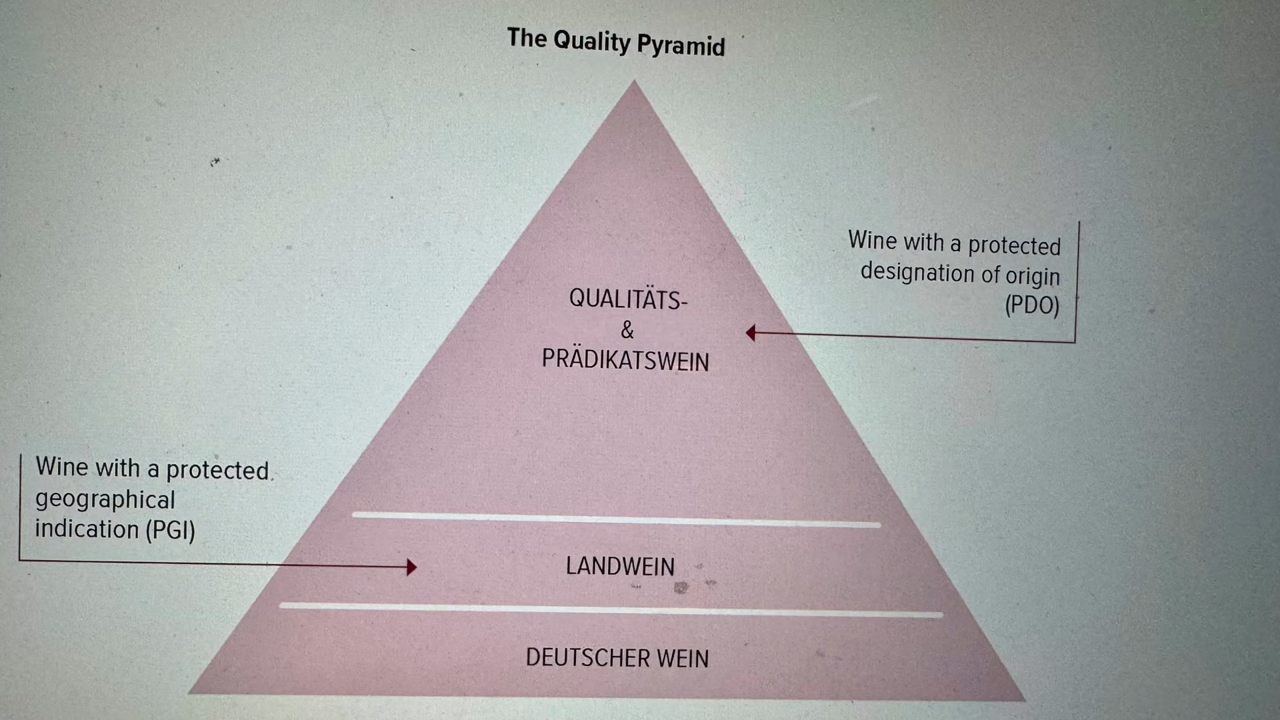 The Quality Pyramid
Wine with a protected
designation of origin
(PDO)
QUALITÄTS-
&
PRÄDIKATSWEIN
Wine with a protected
geographical
indication (PGI)
LANDWEIN
DEUTSCHER WEIN